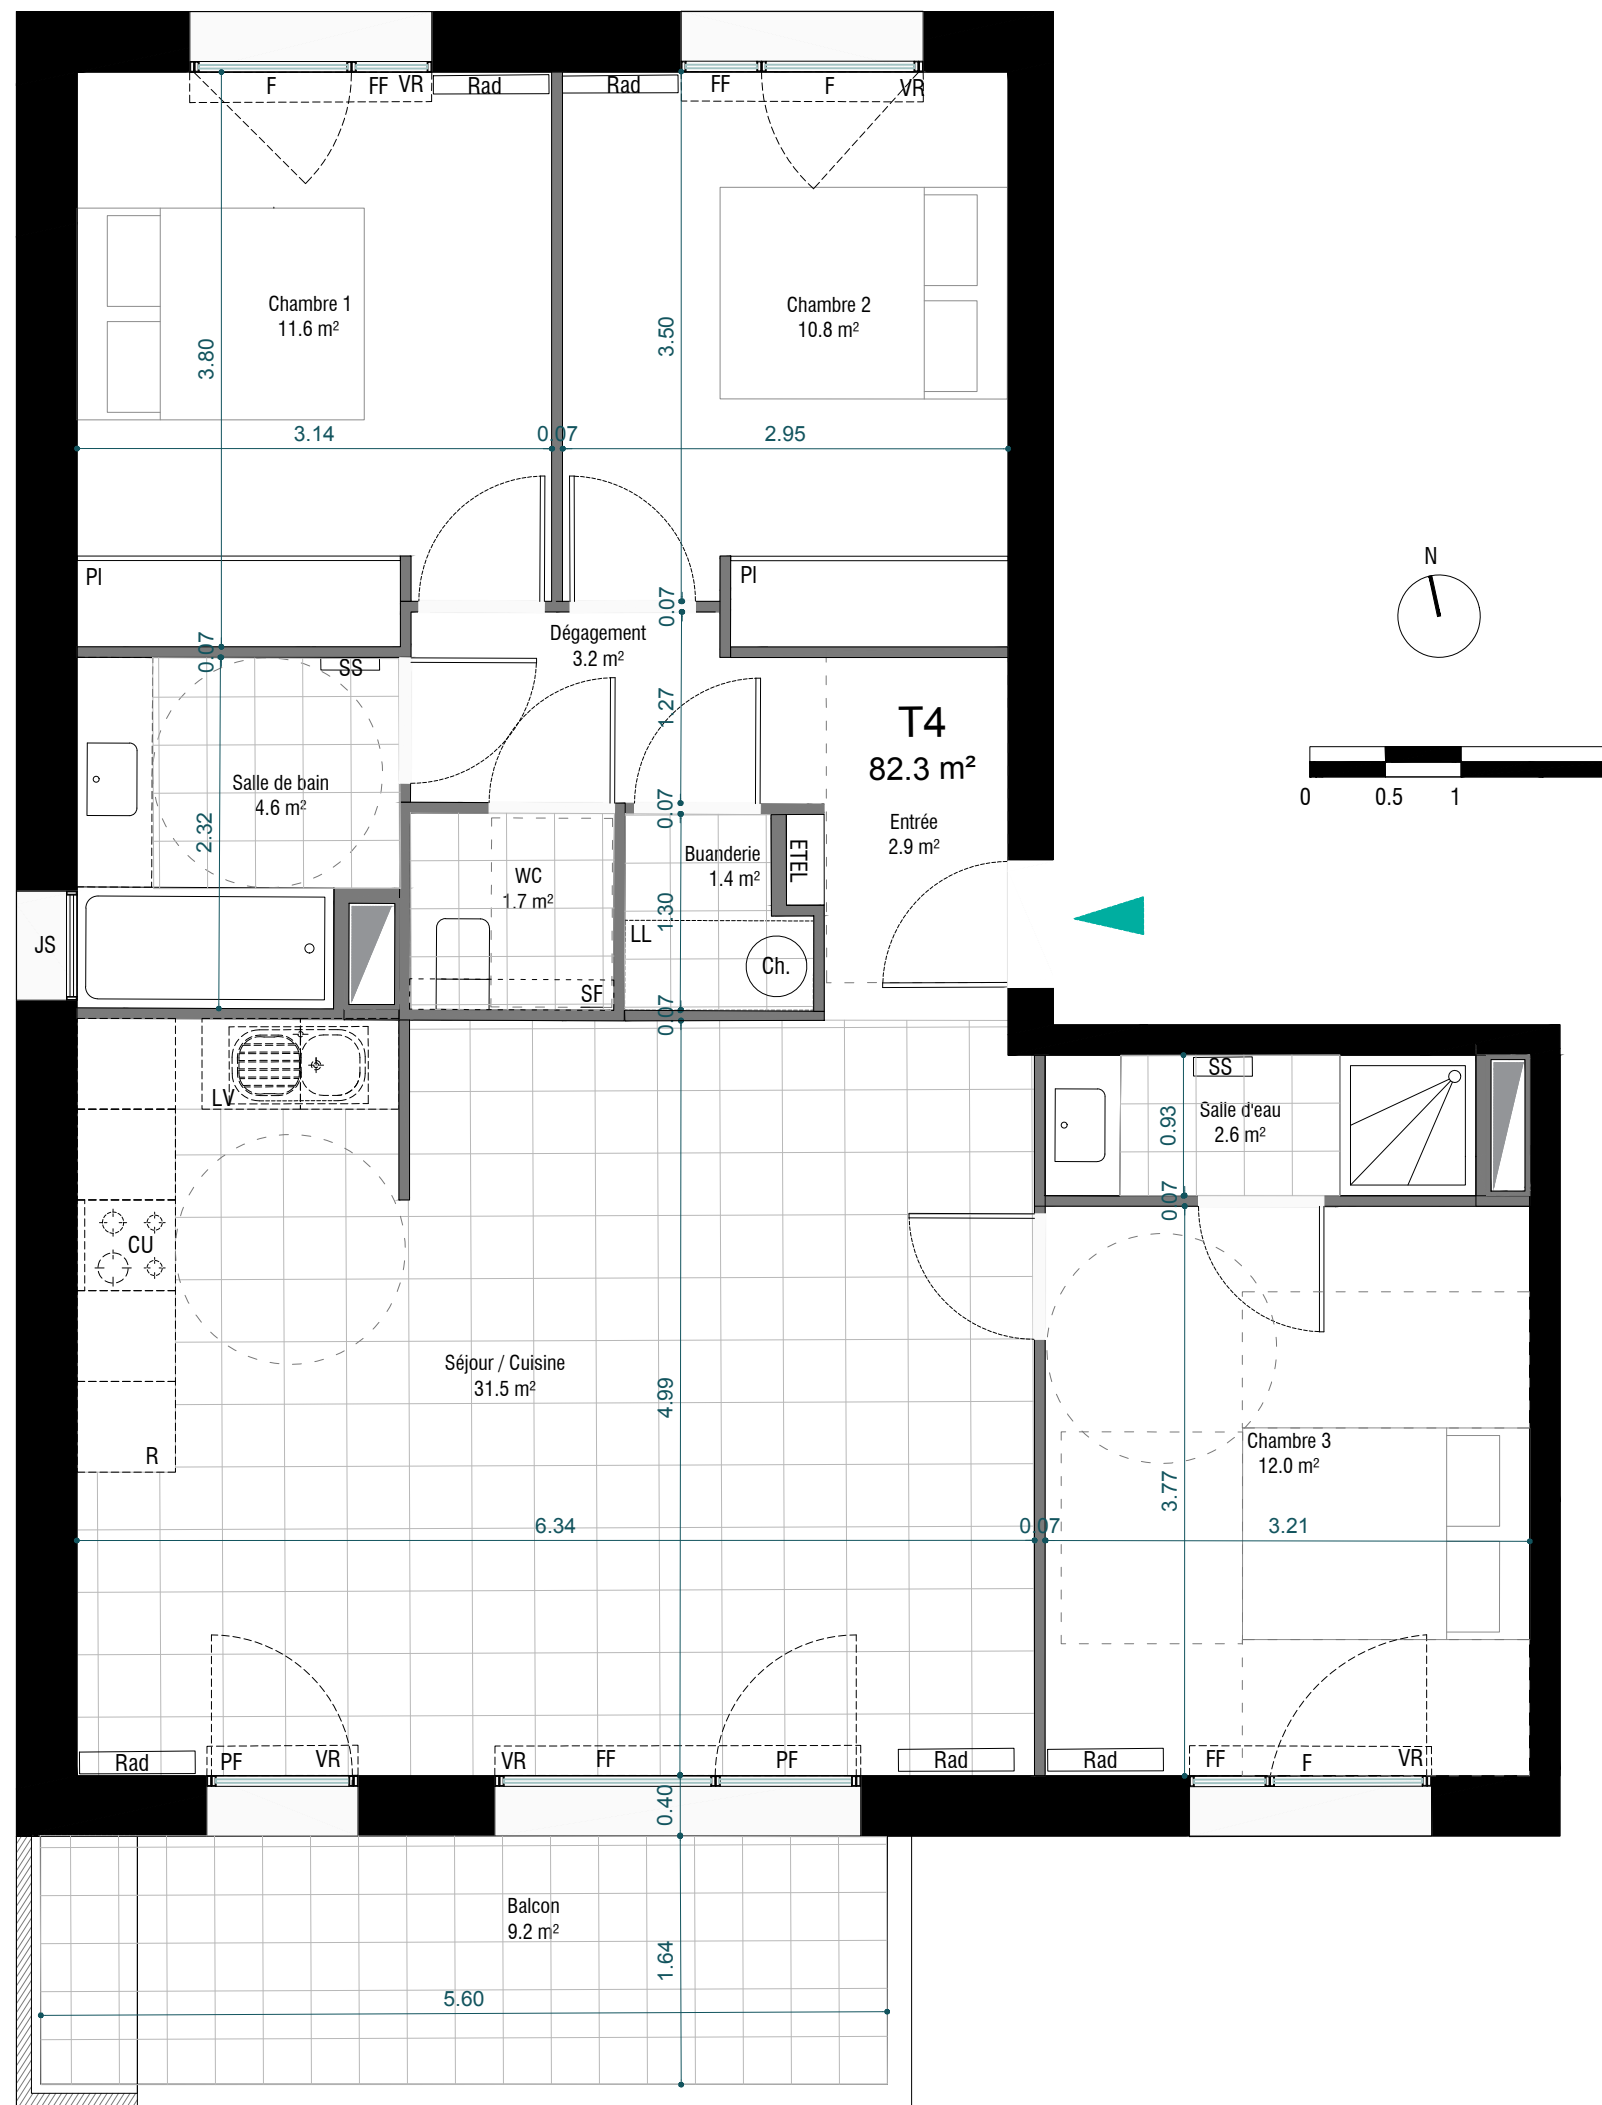 F
FF
VR
Rad
Rad
FF
F
VR
Chambre 1
11.6 m²
Chambre 2
10.8 m²
3.80
3.50
3.14
0.07
2.95
Pl
Pl
N
0.07
0.07
Dégagement
3.2 m²
SS
1.27
T4
82.3 m²
Salle de bain
4.6 m²
2.32
0 0.5 1
0.07
Entrée
2.9 m²
Buanderie
1.4 m²
ETEL
WC
1.7 m²
1.30
LL
JS
Ch.
SF
0.07
LV
SS
Salle d'eau
2.6 m²
0.93
0.07
CU
Séjour / Cuisine
31.5 m²
4.99
R
Chambre 3
12.0 m²
3.77
6.34
0.07
3.21
Rad
PF
VR
VR
FF
PF
Rad
Rad
FF
F
VR
0.40
Balcon
9.2 m²
1.64
5.60